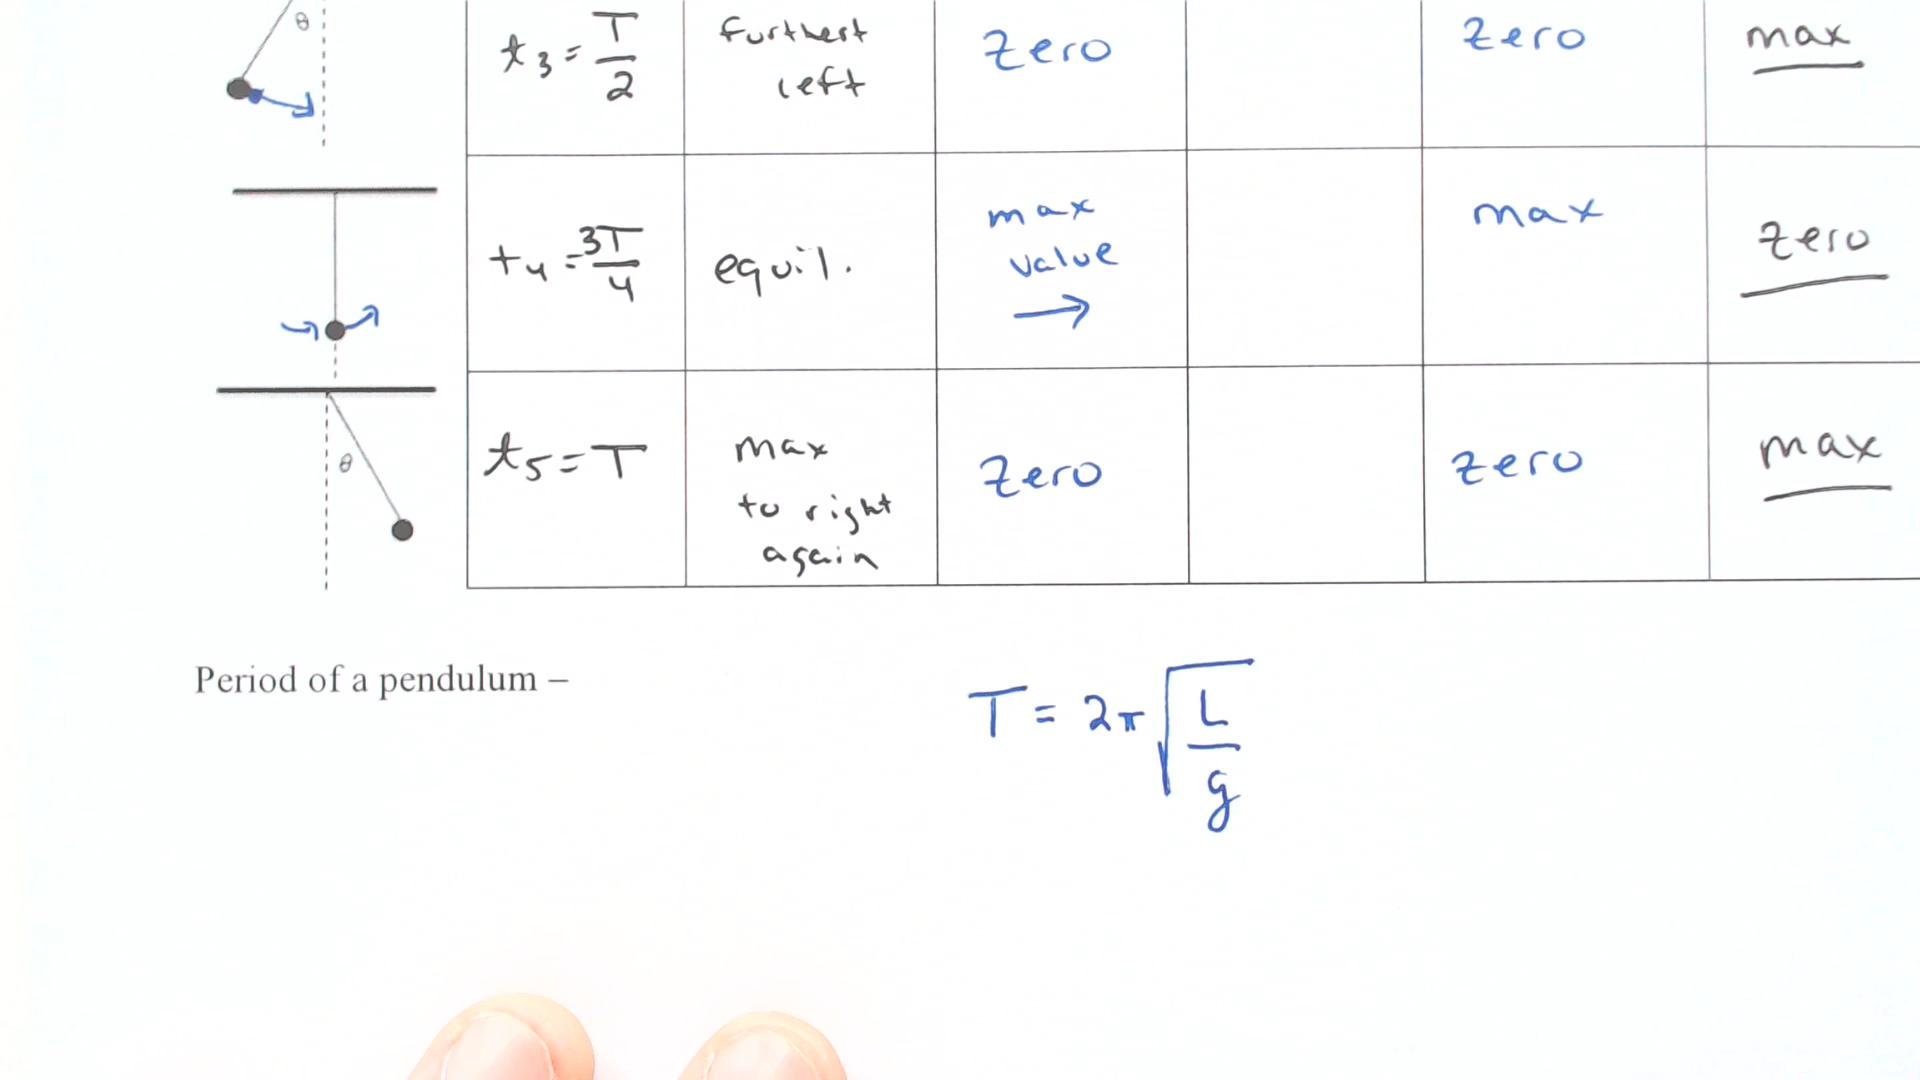 θ
t3 = T/2
furthest
left
zero
zero
max
t4 = 3T/4
equil.
max
value
→
max
zero
θ
t5 = T
max
to right
again
zero
zero
max
Period of a pendulum –
T = 2π√(L/g)